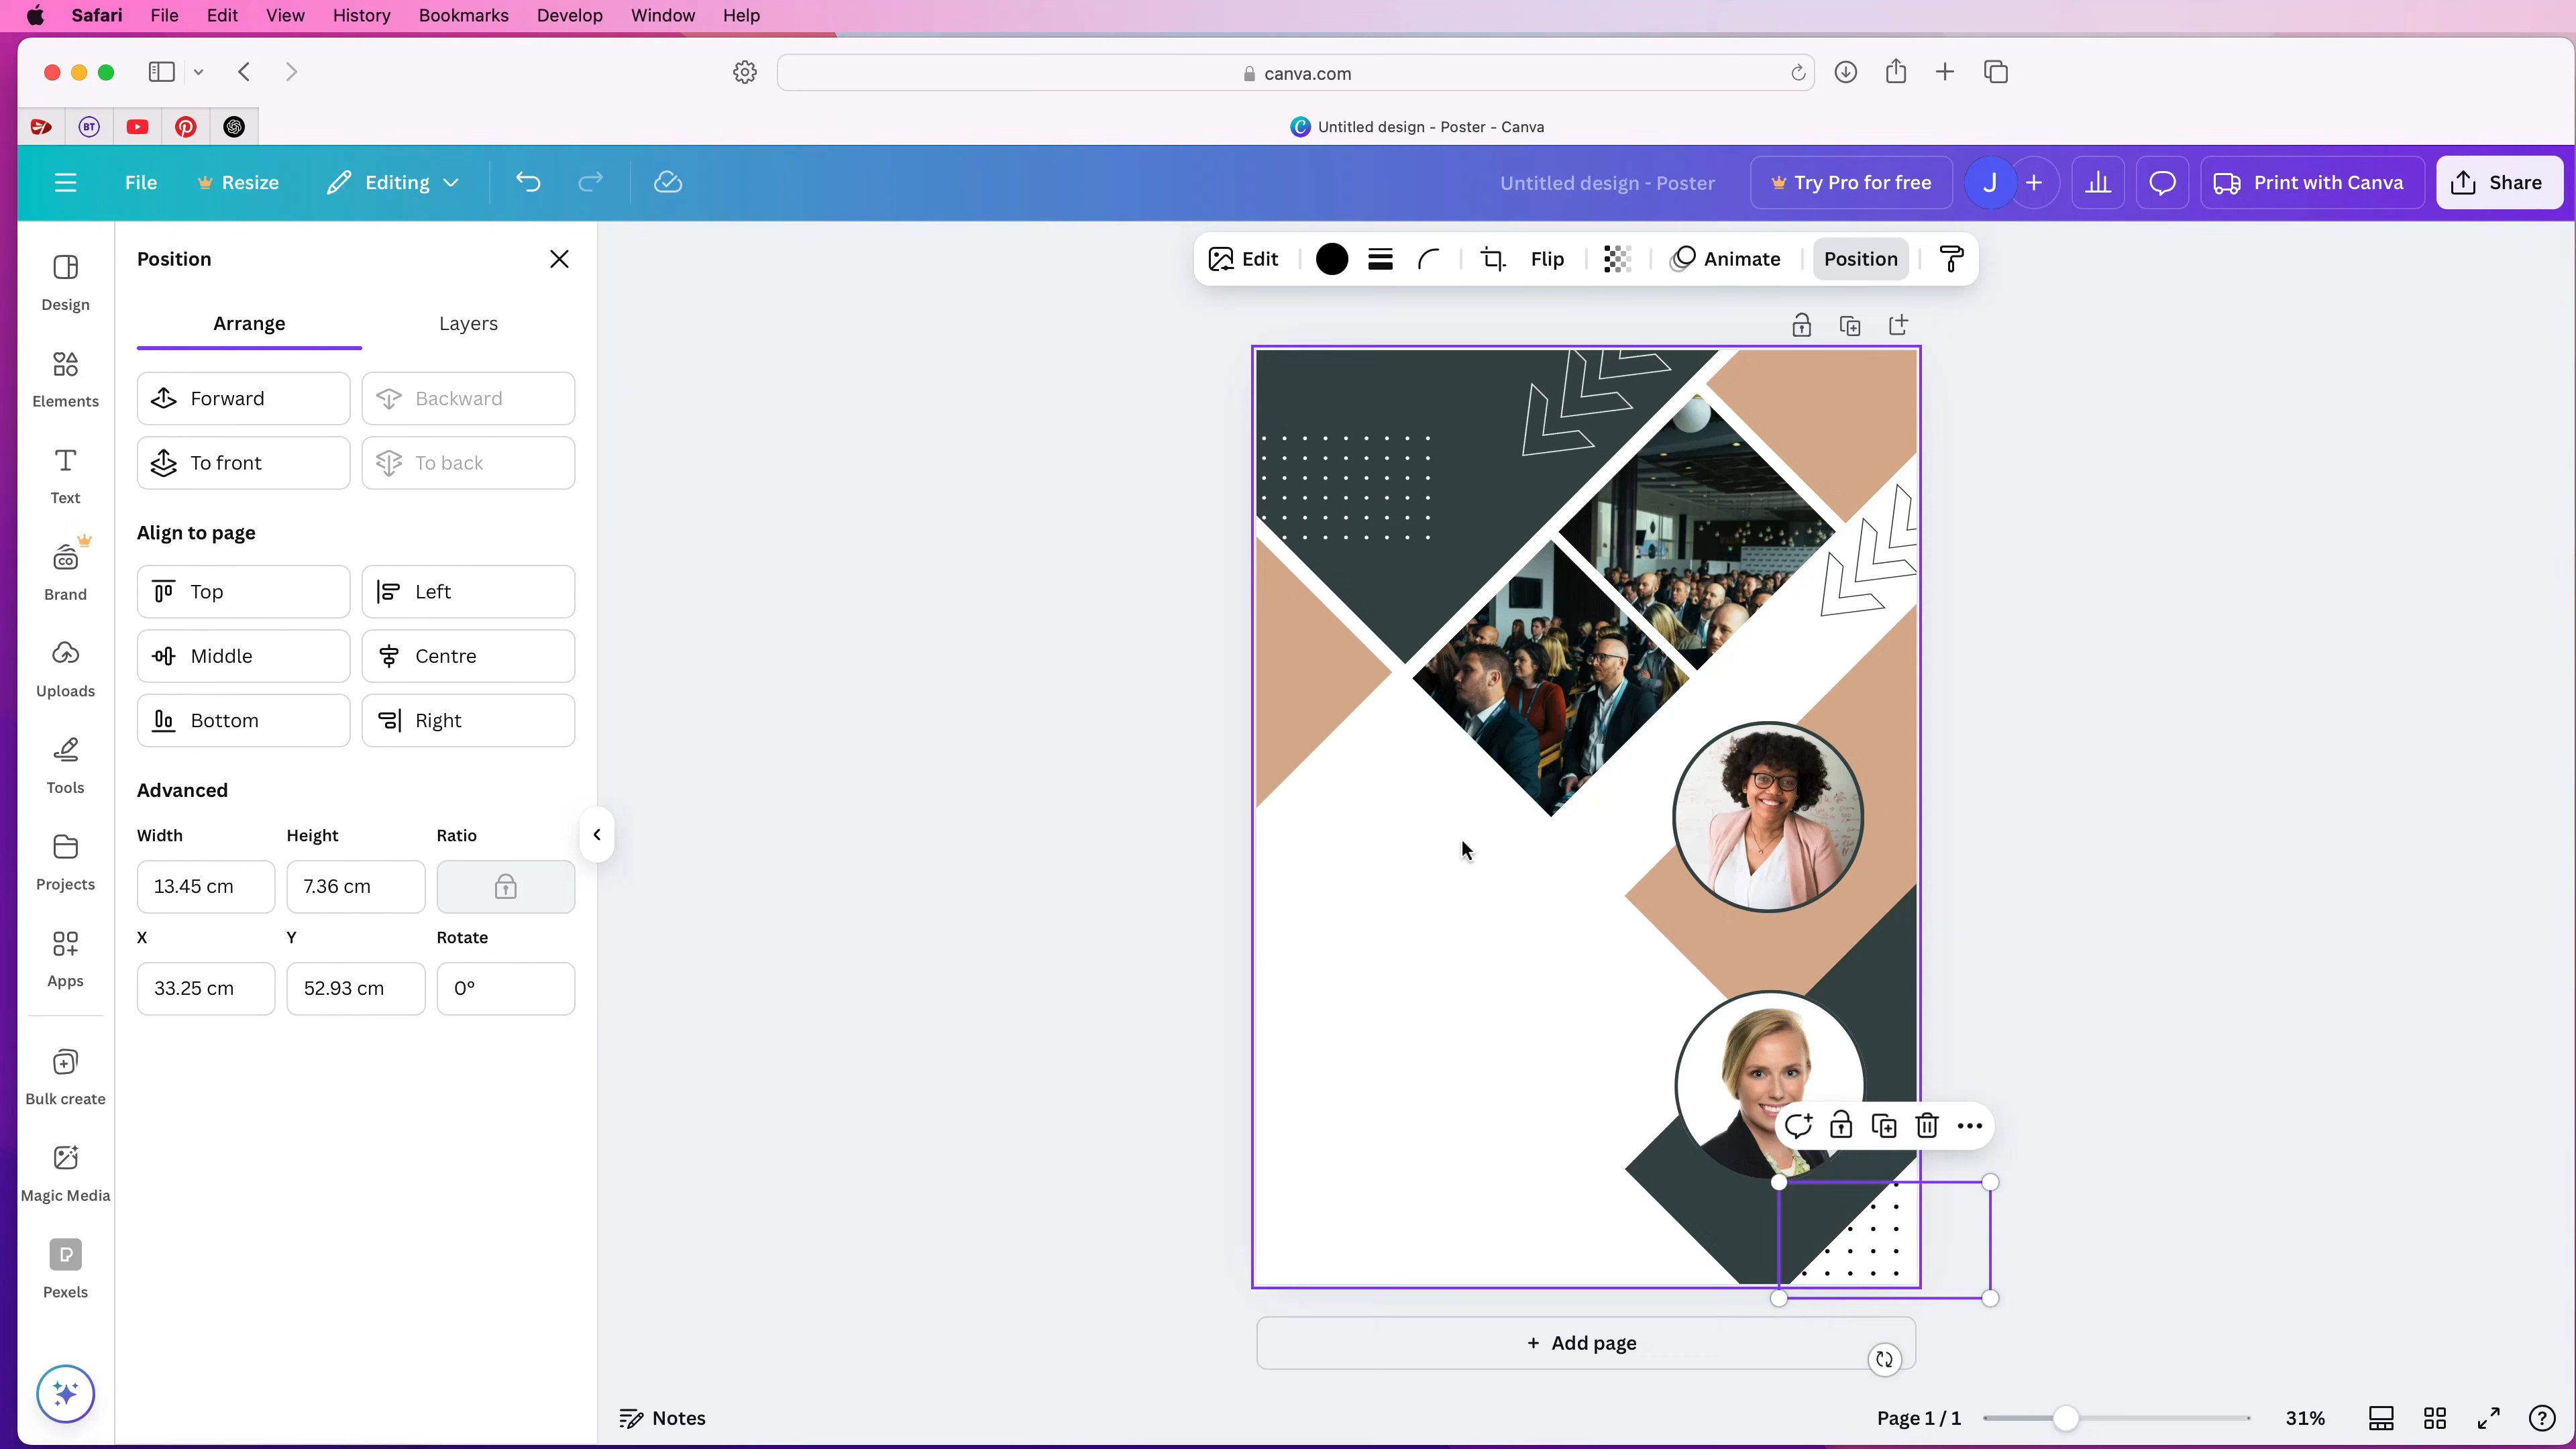 Safari File Edit View History Bookmarks Develop Window Help
canva.com
BT
Untitled design - Poster - Canva
File Resize Editing Untitled design - Poster Try Pro for free J + Print with Canva Share
Position
Edit Flip Animate Position
Design
Arrange Layers
Elements
Forward Backward
To front To back
Text
Align to page
Brand
CO
Top Left
Middle Centre
Uploads
Bottom Right
Tools
Advanced
Width Height Ratio
Projects
13.45 cm 7.36 cm
X Y Rotate
Apps
33.25 cm 52.93 cm 0°
Bulk create
Magic Media
Pexels
+ Add page
Notes
Page 1 / 1 31%